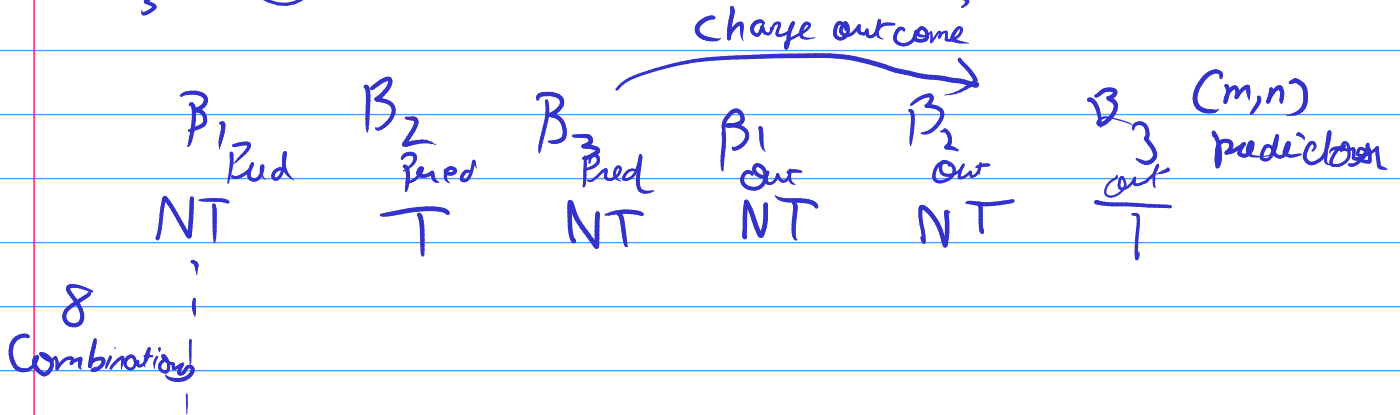 Change outcome
B1 Pred B2 Pred B3 Pred B1 out B2 out B3 out (m,n) prediction
NT T NT NT NT T
8
Combinations